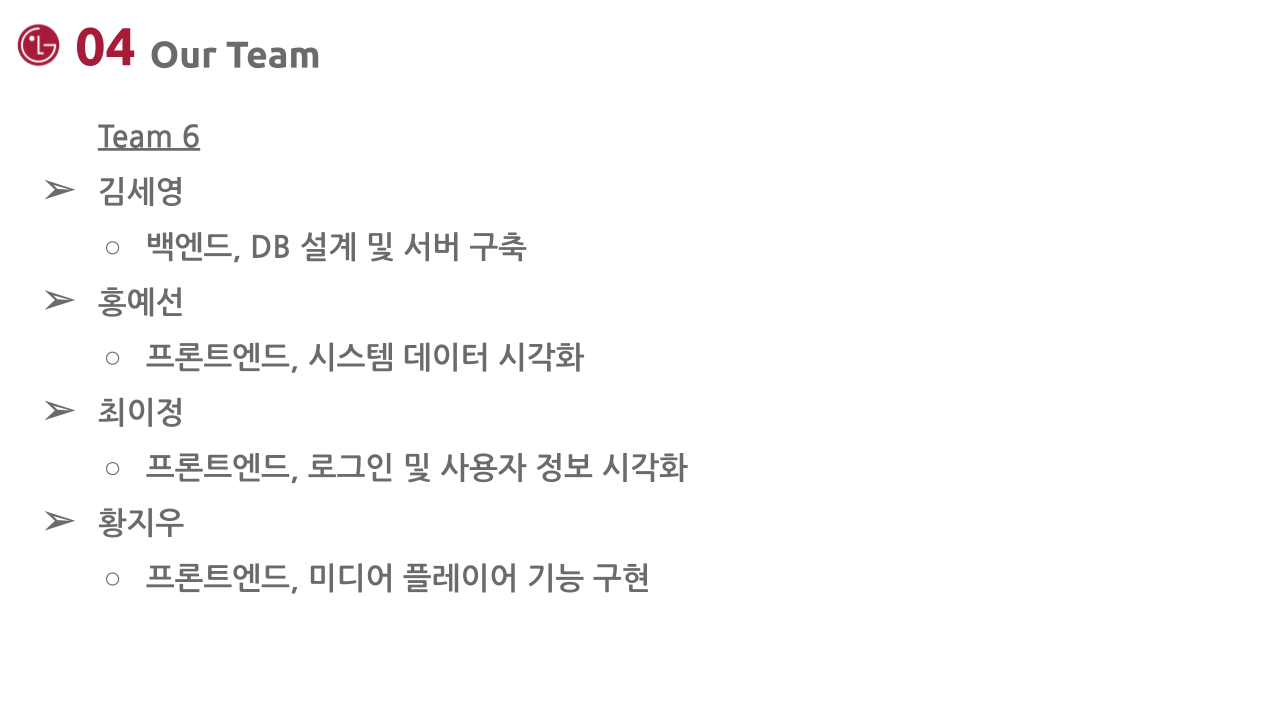 04 Our Team
Team 6
➢ 김세영
○ 백엔드, DB 설계 및 서버 구축
➢ 홍예선
○ 프론트엔드, 시스템 데이터 시각화
➢ 최이정
○ 프론트엔드, 로그인 및 사용자 정보 시각화
➢ 황지우
○ 프론트엔드, 미디어 플레이어 기능 구현